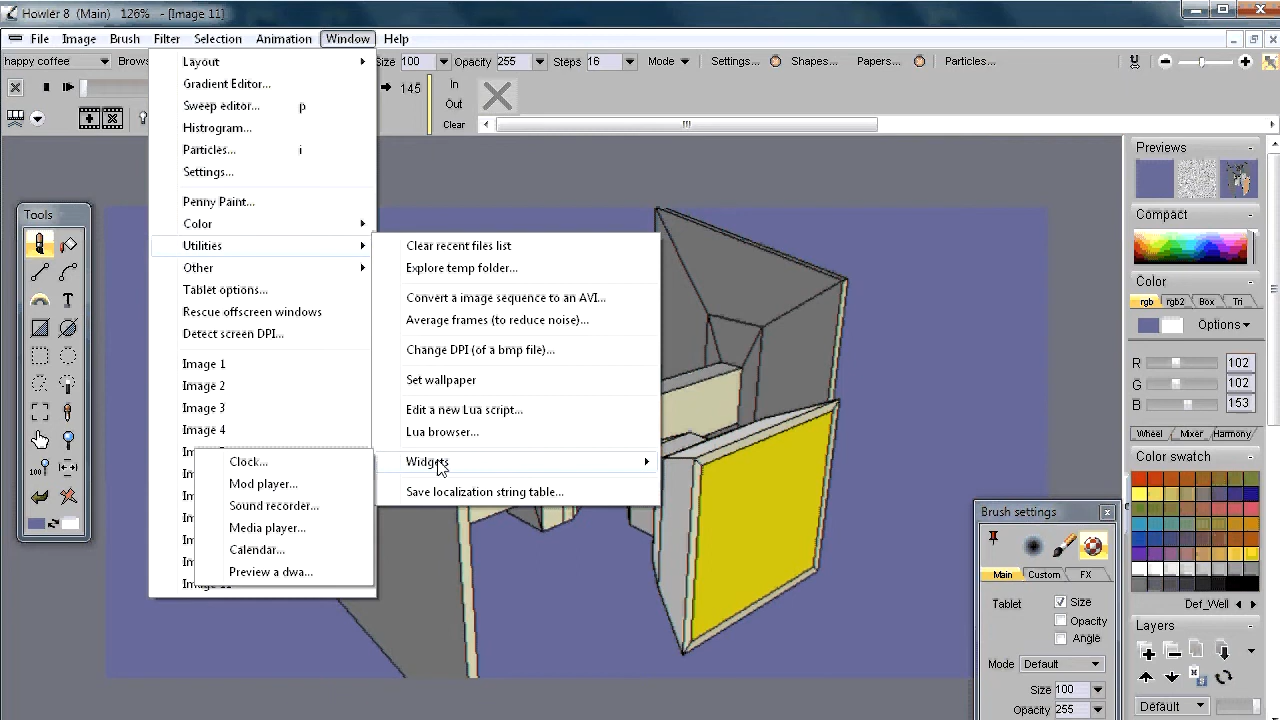 Howler 8 (Main) 126% - [Image 11]
File Image Brush Filter Selection Animation Window Help
happy coffee Brows Size 100 Opacity 255 Step: 16 Mode Settings... Shapes... Papers... Particles...
145 In
Out
Clear
Layout
Gradient Editor...
Sweep editor... p
Histrogram...
Particles... i
Settings...
Penny Paint...
Color
Utilities
Other
Tablet options...
Rescue offscreen windows
Detect screen DPI...
Image 1
Image 2
Image 3
Image 4
Clear recent files list
Explore temp folder...
Convert a image sequence to an AVI...
Average frames (to reduce noise)...
Change DPI (of a bmp file)...
Set wallpaper
Edit a new Lua script...
Lua browser...
Widgets
Save localization string table...
Clock...
Mod player...
Sound recorder...
Media player...
Calendar...
Preview a dwa...
Tools
T
100
Previews
Compact
Color
rgb rgb2 Box Tri
Options
R 102
G 102
B 153
Wheel Mixer Harmony
Color swatch
Def_Well
Layers
Default
Brush settings
Main Custom FX
Tablet Size
Opacity
Angle
Mode Default
Size 100
Opacity 255